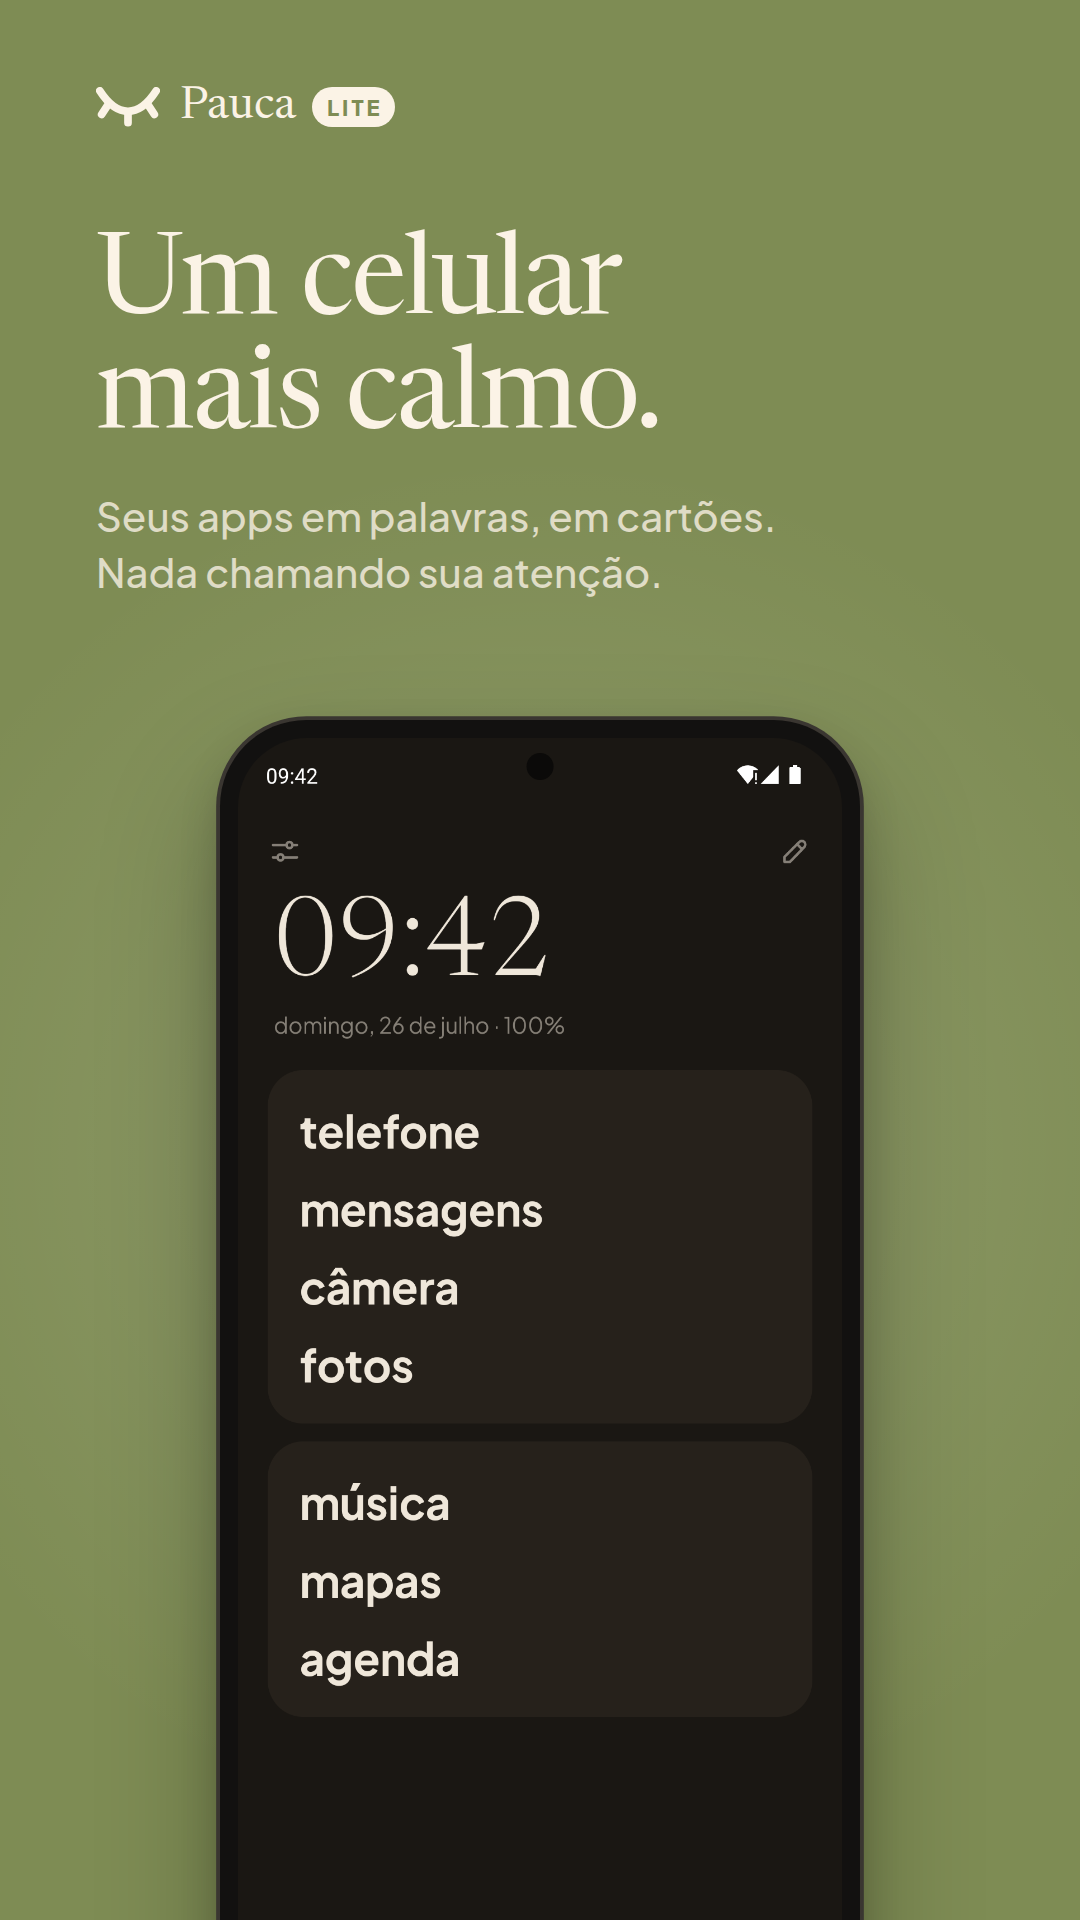 Pauca LITE
Um celular
mais calmo.
Seus apps em palavras, em cartões.
Nada chamando sua atenção.
09:42
09:42
domingo, 26 de julho · 100%
telefone
mensagens
câmera
fotos
música
mapas
agenda